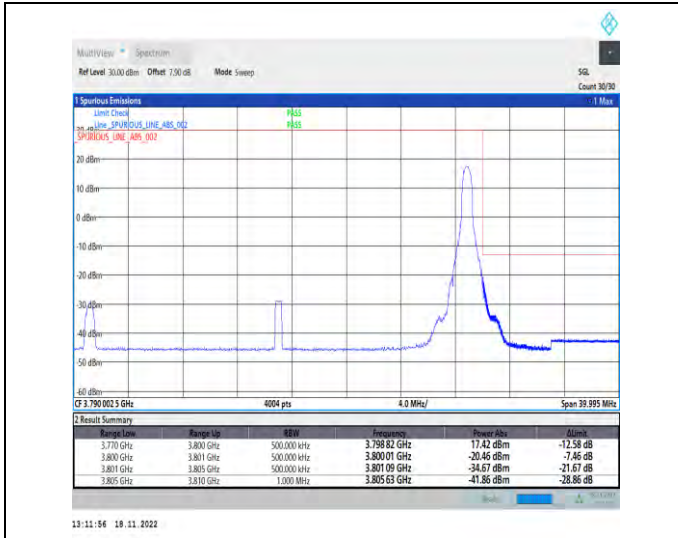 MultiView Spectrum
Ref Level 30.00 dBm Offset 7.90 dB Mode Sweep SGL
Count 30/30
1 Spurious Emissions 1 Max
Limit Check PASS
Line _SPURIOUS_LINE_ABS_002 PASS
_SPURIOUS_LINE_ABS_002
20 dBm
10 dBm
0 dBm
-10 dBm
-20 dBm
-30 dBm
-40 dBm
-50 dBm
-60 dBm
CF 3.790 002 5 GHz 4004 pts 4.0 MHz/ Span 39.995 MHz
2 Result Summary
Range Low Range Up RBW Frequency Power Abs ΔLimit
3.770 GHz 3.800 GHz 500.000 kHz 3.798 82 GHz 17.42 dBm -12.58 dB
3.800 GHz 3.801 GHz 500.000 kHz 3.800 01 GHz -20.46 dBm -7.46 dB
3.801 GHz 3.805 GHz 500.000 kHz 3.801 09 GHz -34.67 dBm -21.67 dB
3.805 GHz 3.810 GHz 1.000 MHz 3.805 63 GHz -41.86 dBm -28.86 dB
13:11:56 18.11.2022